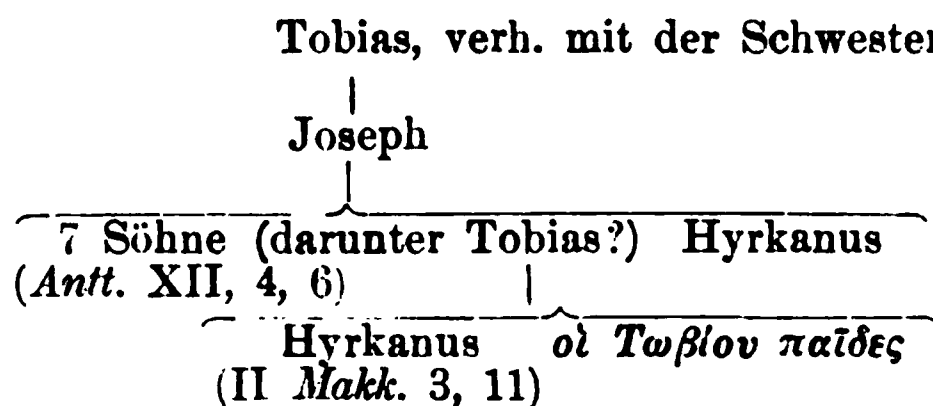 Tobias, verh. mit der Schwester
Joseph
7 Söhne (darunter Tobias?) Hyrkanus
(Antt. XII, 4, 6)
Hyrkanus οἱ Τωβίου παῖδες
(II Makk. 3, 11)